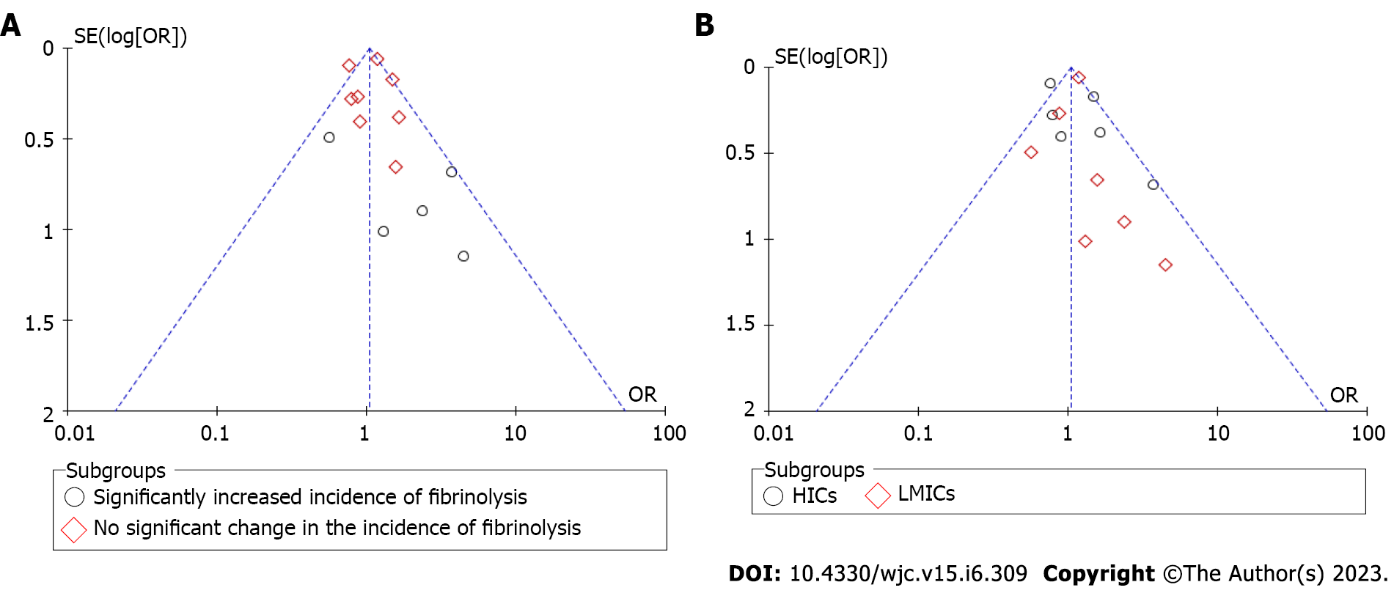 A
SE(log[OR])
0
0.5
1
1.5
2
OR
0.01 0.1 1 10 100
Subgroups
Significantly increased incidence of fibrinolysis
No significant change in the incidence of fibrinolysis
B
SE(log[OR])
0
0.5
1
1.5
2
OR
0.01 0.1 1 10 100
Subgroups
HICs LMICs
DOI: 10.4330/wjc.v15.i6.309 Copyright ©The Author(s) 2023.